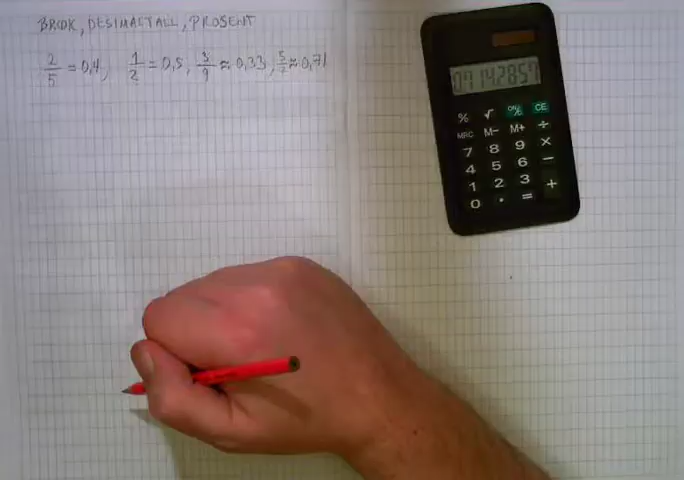 BRØK, DESIMALTALL, PROSENT
2/5 = 0,4, 1/2 = 0,5, 3/9 ≈ 0,33, 5/7 ≈ 0,71
0.7142857
% √ ON/C CE
MRC M- M+ ÷
7 8 9 ×
4 5 6 −
1 2 3 +
0 . =